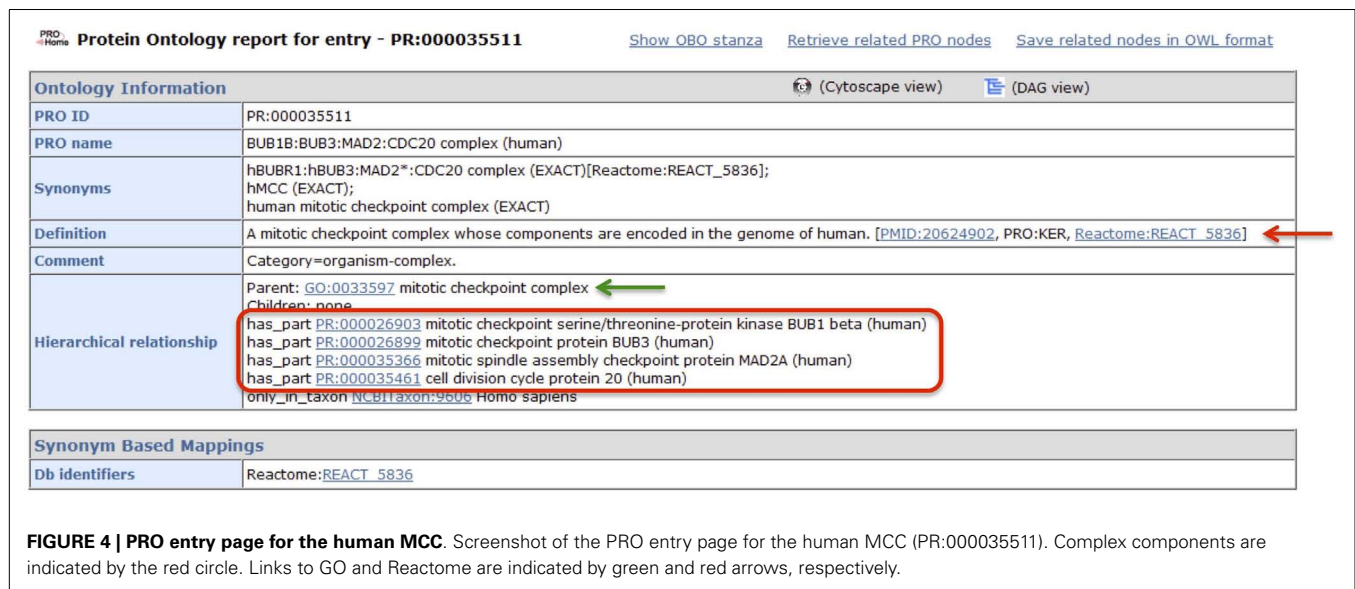 PRO Home Protein Ontology report for entry - PR:000035511 Show OBO stanza Retrieve related PRO nodes Save related nodes in OWL format
Ontology Information (Cytoscape view) (DAG view)
PRO ID PR:000035511
PRO name BUB1B:BUB3:MAD2:CDC20 complex (human)
Synonyms hBUBR1:hBUB3:MAD2*:CDC20 complex (EXACT)[Reactome:REACT_5836];
hMCC (EXACT);
human mitotic checkpoint complex (EXACT)
Definition A mitotic checkpoint complex whose components are encoded in the genome of human. [PMID:20624902, PRO:KER, Reactome:REACT_5836]
Comment Category=organism-complex.
Hierarchical relationship Parent: GO:0033597 mitotic checkpoint complex
Children: none
has_part PR:000026903 mitotic checkpoint serine/threonine-protein kinase BUB1 beta (human)
has_part PR:000026899 mitotic checkpoint protein BUB3 (human)
has_part PR:000035366 mitotic spindle assembly checkpoint protein MAD2A (human)
has_part PR:000035461 cell division cycle protein 20 (human)
only_in_taxon NCBITaxon:9606 Homo sapiens
Synonym Based Mappings
Db identifiers Reactome:REACT_5836
FIGURE 4 | PRO entry page for the human MCC. Screenshot of the PRO entry page for the human MCC (PR:000035511). Complex components are
indicated by the red circle. Links to GO and Reactome are indicated by green and red arrows, respectively.